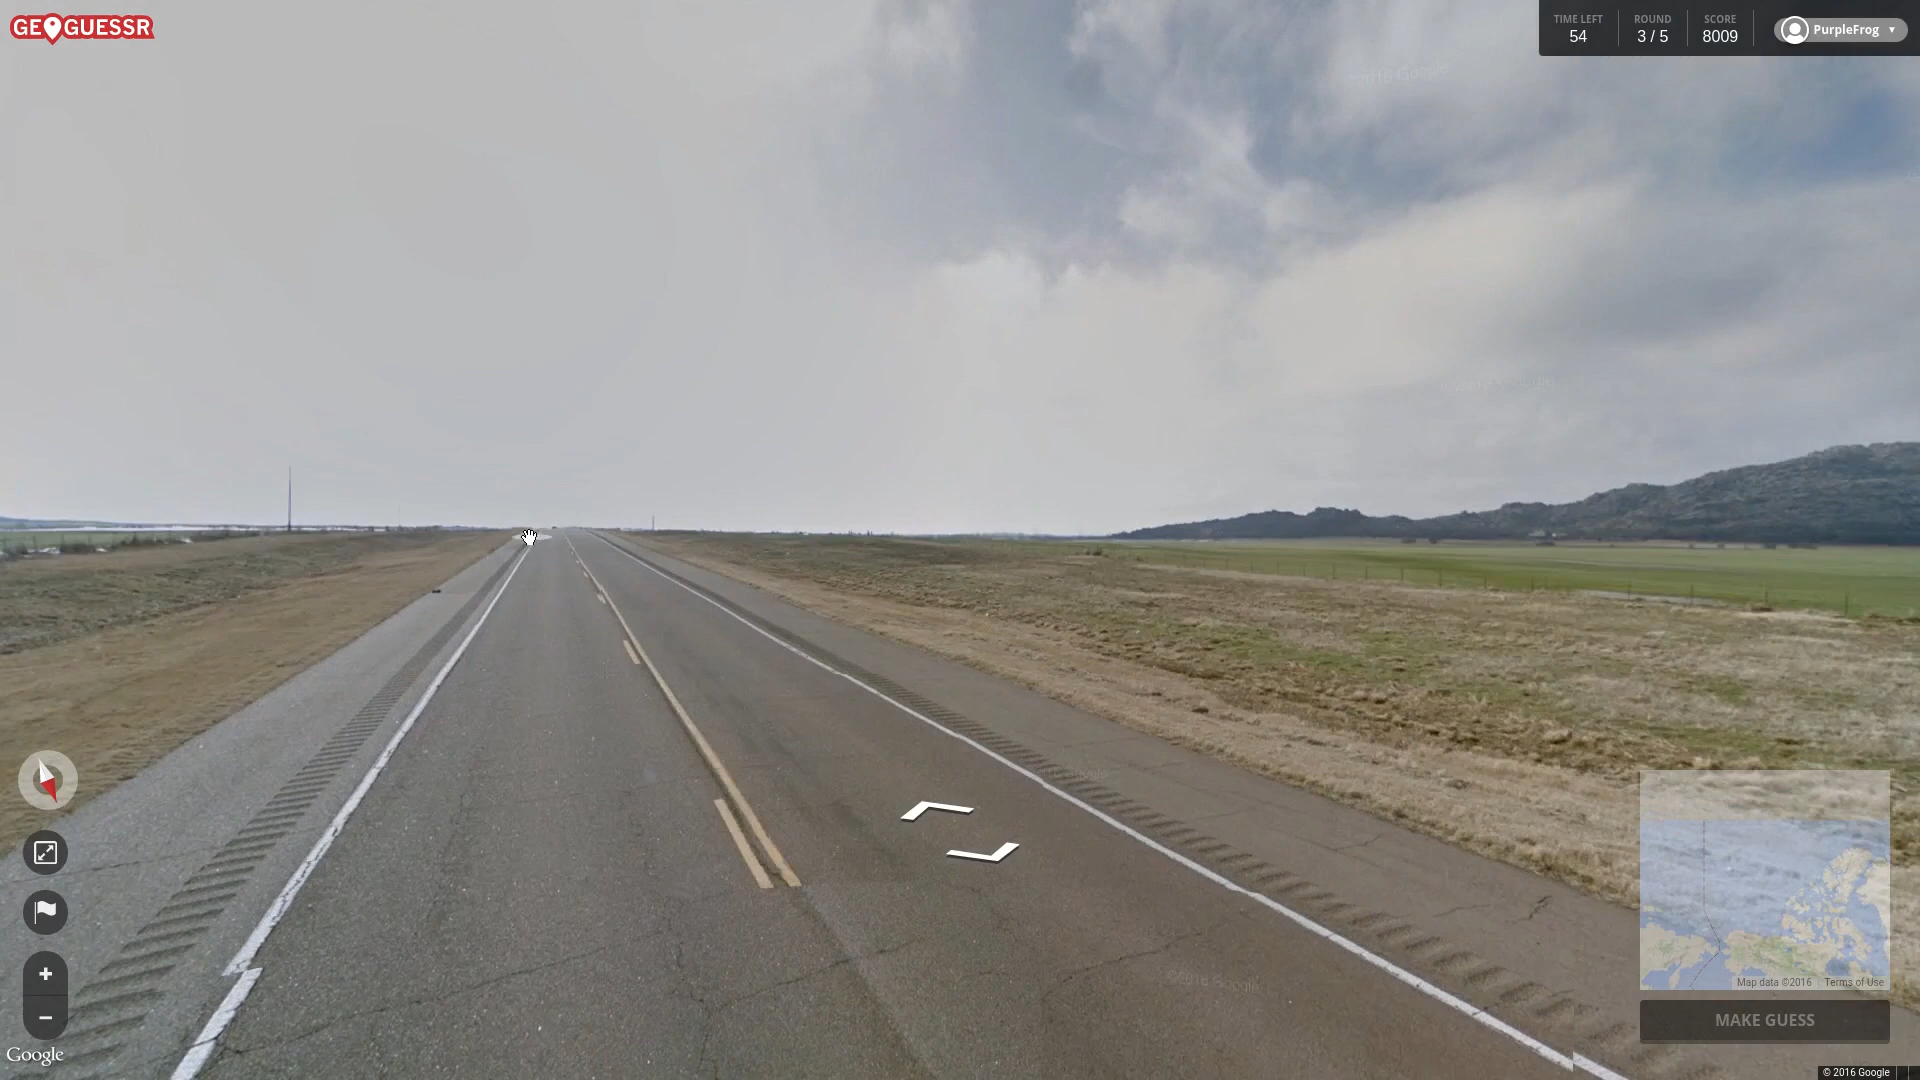 GEOGUESSR
TIME LEFT
54
ROUND
3 / 5
SCORE
8009
PurpleFrog
Map data ©2016
Terms of Use
MAKE GUESS
Google
© 2016 Google